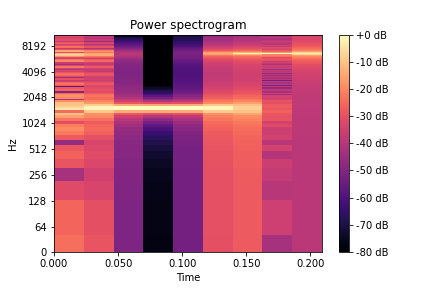 Power spectrogram
8192
4096
2048
1024
512
256
128
64
0
Hz
0.000 0.050 0.100 0.150 0.200
Time
+0 dB
-10 dB
-20 dB
-30 dB
-40 dB
-50 dB
-60 dB
-70 dB
-80 dB